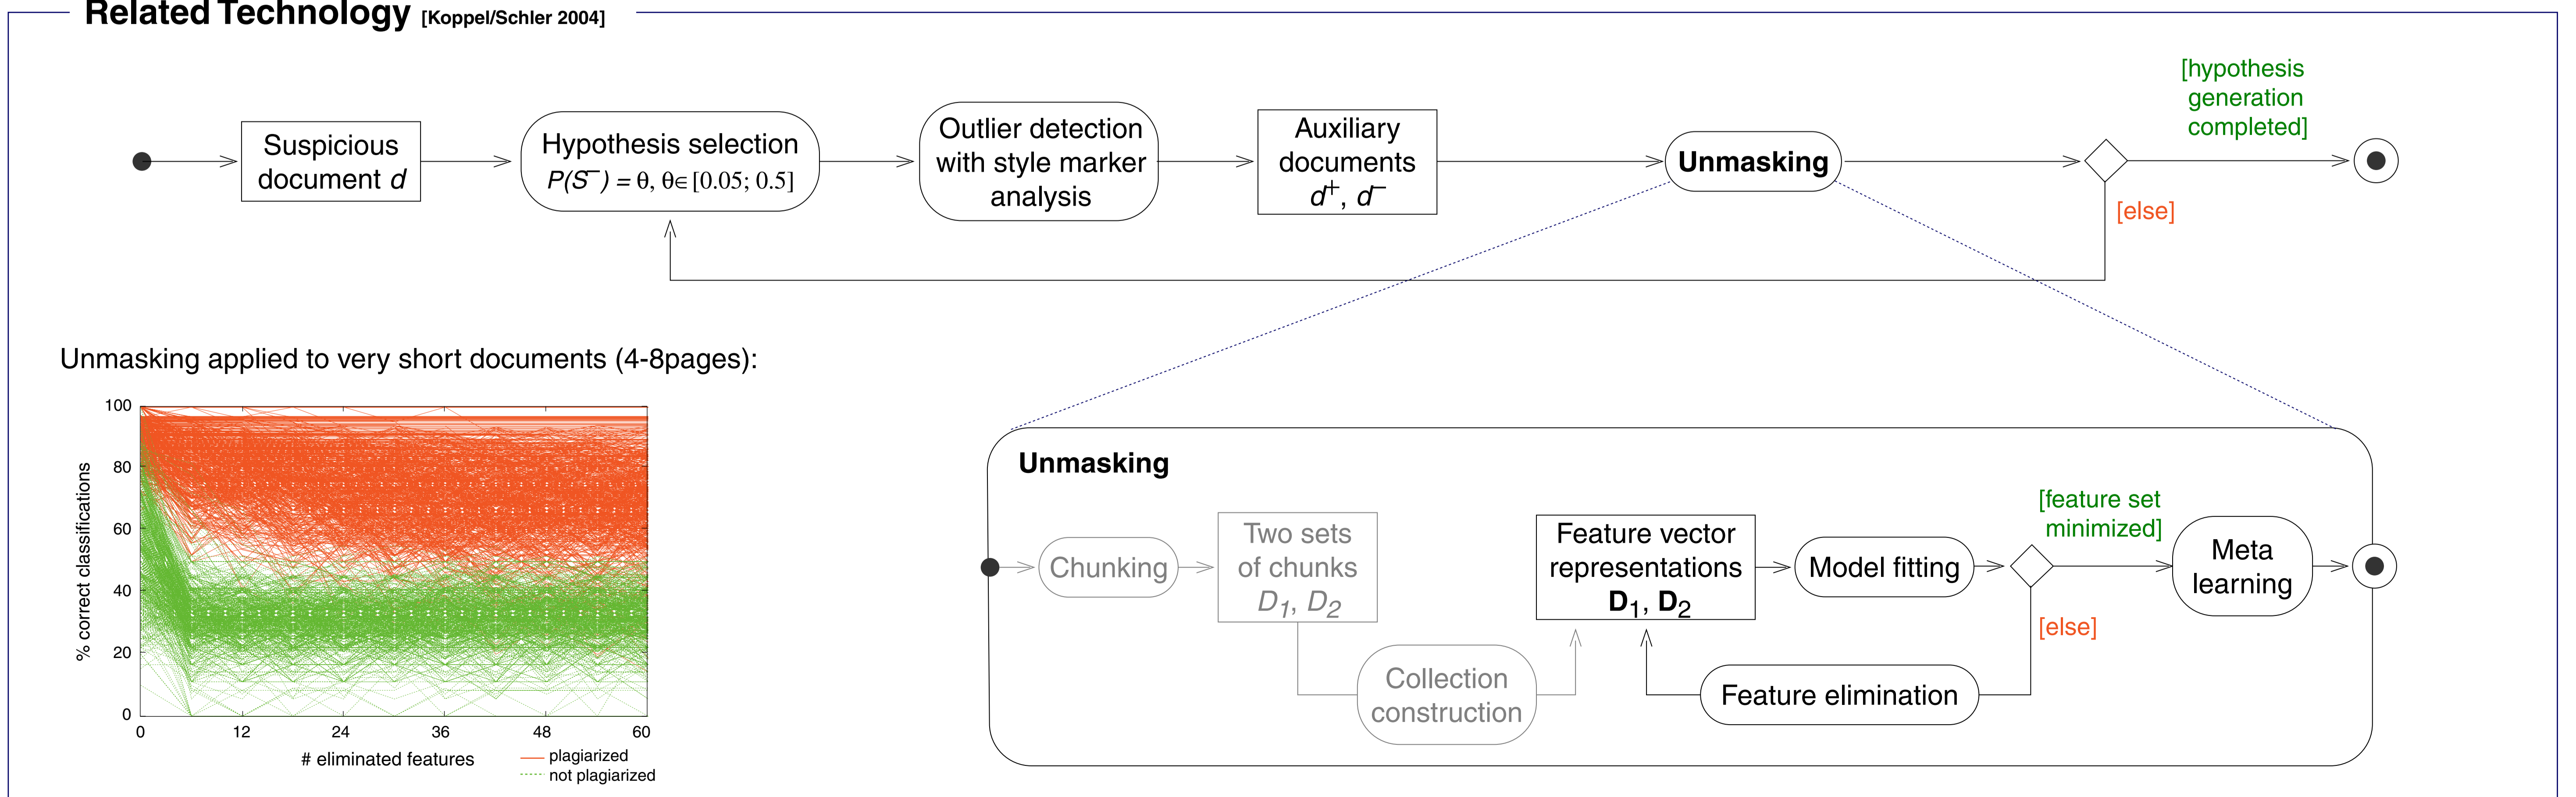 Related Technology [Koppel/Schler 2004]
Suspicious
document d
Hypothesis selection
P(S⁻) = θ, θ∈[0.05; 0.5]
Outlier detection
with style marker
analysis
Auxiliary
documents
d⁺, d⁻
Unmasking
[hypothesis
generation
completed]
[else]
Unmasking applied to very short documents (4-8pages):
% correct classifications
100
80
60
40
20
0
0 12 24 36 48 60
# eliminated features
plagiarized
not plagiarized
Unmasking
Chunking
Two sets
of chunks
D₁, D₂
Collection
construction
Feature vector
representations
D₁, D₂
Model fitting
[feature set
minimized]
[else]
Feature elimination
Meta
learning